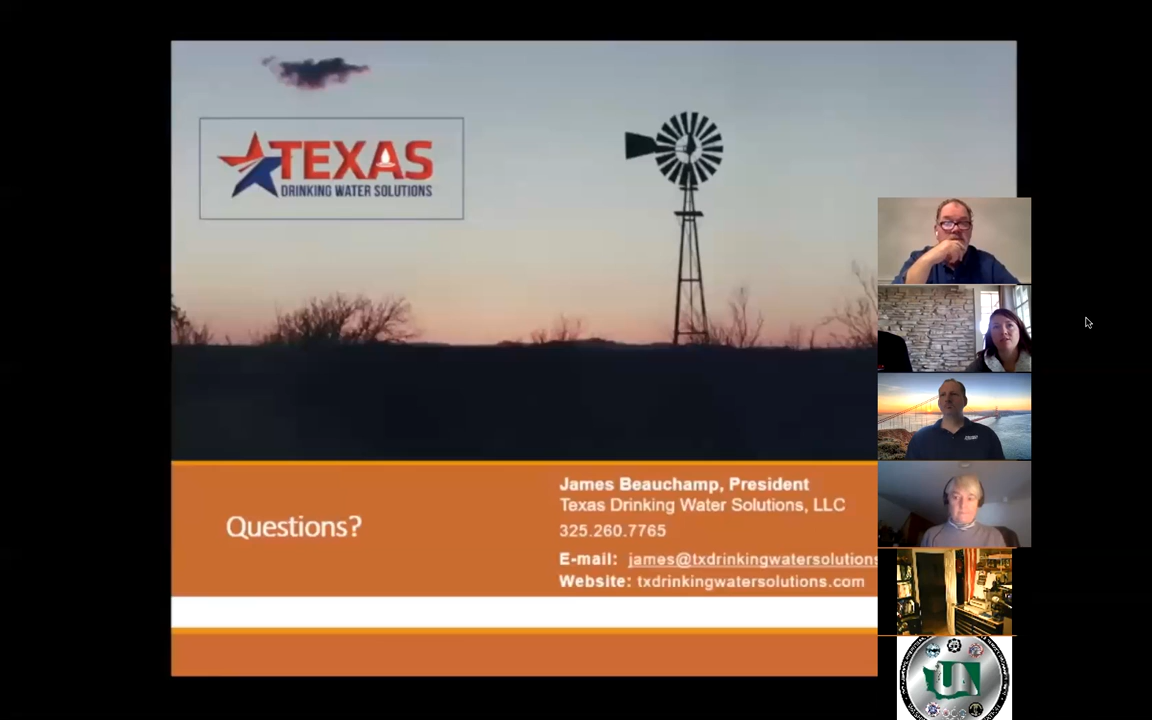 TEXAS
DRINKING WATER SOLUTIONS
Questions?
James Beauchamp, President
Texas Drinking Water Solutions, LLC
325.260.7765
E-mail: james@txdrinkingwatersolutions
Website: txdrinkingwatersolutions.com